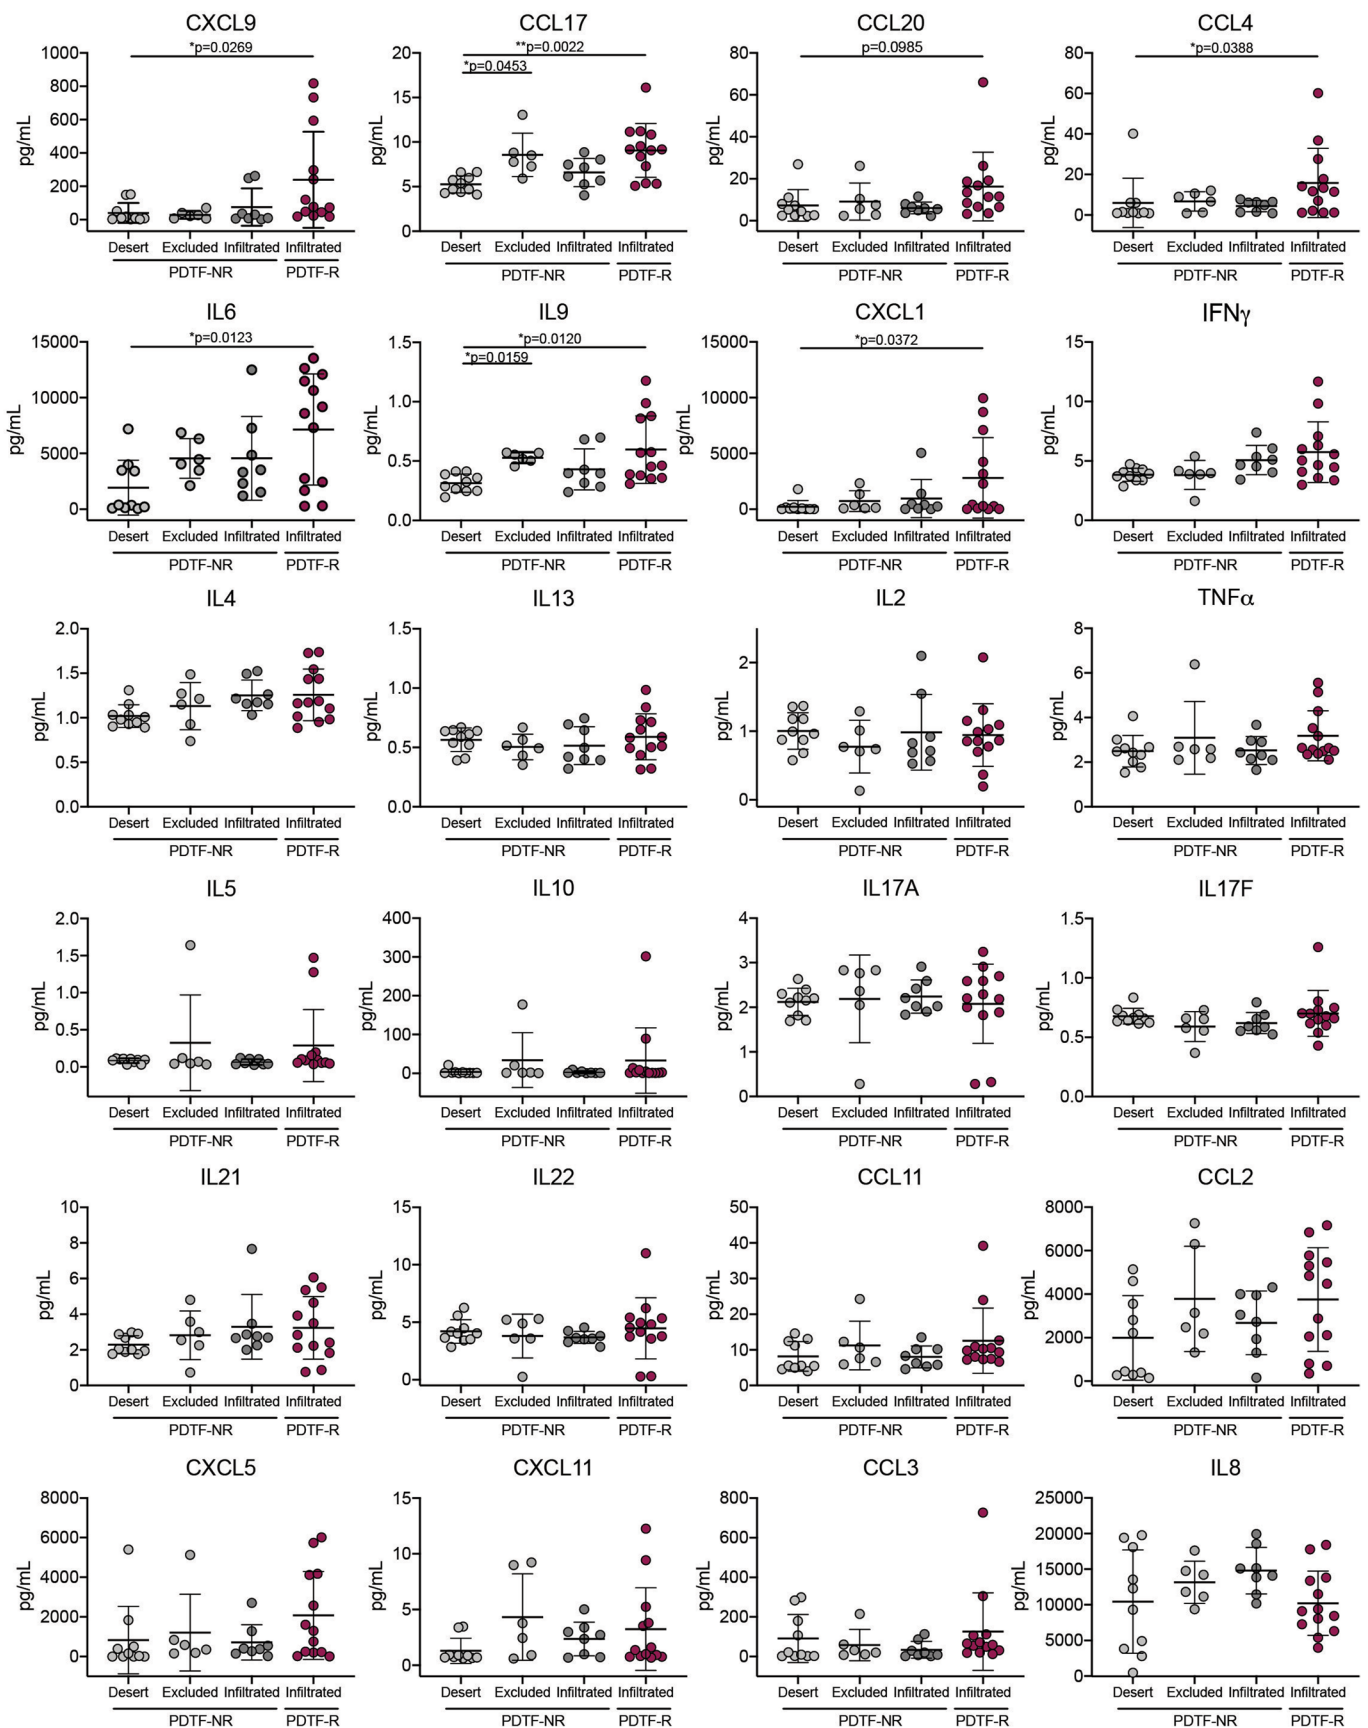 CXCL9
*p=0.0269
pg/mL
1000
800
600
400
200
0
Desert Excluded Infiltrated Infiltrated
PDTF-NR PDTF-R
CCL17
**p=0.0022
*p=0.0453
pg/mL
20
15
10
5
0
Desert Excluded Infiltrated Infiltrated
PDTF-NR PDTF-R
CCL20
p=0.0985
pg/mL
80
60
40
20
0
Desert Excluded Infiltrated Infiltrated
PDTF-NR PDTF-R
CCL4
*p=0.0388
pg/mL
80
60
40
20
0
Desert Excluded Infiltrated Infiltrated
PDTF-NR PDTF-R
IL6
*p=0.0123
pg/mL
15000
10000
5000
0
Desert Excluded Infiltrated Infiltrated
PDTF-NR PDTF-R
IL9
*p=0.0120
*p=0.0159
pg/mL
1.5
1.0
0.5
0.0
Desert Excluded Infiltrated Infiltrated
PDTF-NR PDTF-R
CXCL1
*p=0.0372
pg/mL
15000
10000
5000
0
Desert Excluded Infiltrated Infiltrated
PDTF-NR PDTF-R
IFNγ
pg/mL
15
10
5
0
Desert Excluded Infiltrated Infiltrated
PDTF-NR PDTF-R
IL4
pg/mL
2.0
1.5
1.0
0.5
0.0
Desert Excluded Infiltrated Infiltrated
PDTF-NR PDTF-R
IL13
pg/mL
1.5
1.0
0.5
0.0
Desert Excluded Infiltrated Infiltrated
PDTF-NR PDTF-R
IL2
pg/mL
2
1
0
Desert Excluded Infiltrated Infiltrated
PDTF-NR PDTF-R
TNFα
pg/mL
8
6
4
2
0
Desert Excluded Infiltrated Infiltrated
PDTF-NR PDTF-R
IL5
pg/mL
2.0
1.5
1.0
0.5
0.0
Desert Excluded Infiltrated Infiltrated
PDTF-NR PDTF-R
IL10
pg/mL
400
300
200
100
0
Desert Excluded Infiltrated Infiltrated
PDTF-NR PDTF-R
IL17A
pg/mL
4
3
2
1
0
Desert Excluded Infiltrated Infiltrated
PDTF-NR PDTF-R
IL17F
pg/mL
1.5
1.0
0.5
0.0
Desert Excluded Infiltrated Infiltrated
PDTF-NR PDTF-R
IL21
pg/mL
10
8
6
4
2
0
Desert Excluded Infiltrated Infiltrated
PDTF-NR PDTF-R
IL22
pg/mL
15
10
5
0
Desert Excluded Infiltrated Infiltrated
PDTF-NR PDTF-R
CCL11
pg/mL
50
40
30
20
10
0
Desert Excluded Infiltrated Infiltrated
PDTF-NR PDTF-R
CCL2
pg/mL
8000
6000
4000
2000
0
Desert Excluded Infiltrated Infiltrated
PDTF-NR PDTF-R
CXCL5
pg/mL
8000
6000
4000
2000
0
Desert Excluded Infiltrated Infiltrated
PDTF-NR PDTF-R
CXCL11
pg/mL
15
10
5
0
Desert Excluded Infiltrated Infiltrated
PDTF-NR PDTF-R
CCL3
pg/mL
800
600
400
200
0
Desert Excluded Infiltrated Infiltrated
PDTF-NR PDTF-R
IL8
pg/mL
25000
20000
15000
10000
5000
0
Desert Excluded Infiltrated Infiltrated
PDTF-NR PDTF-R